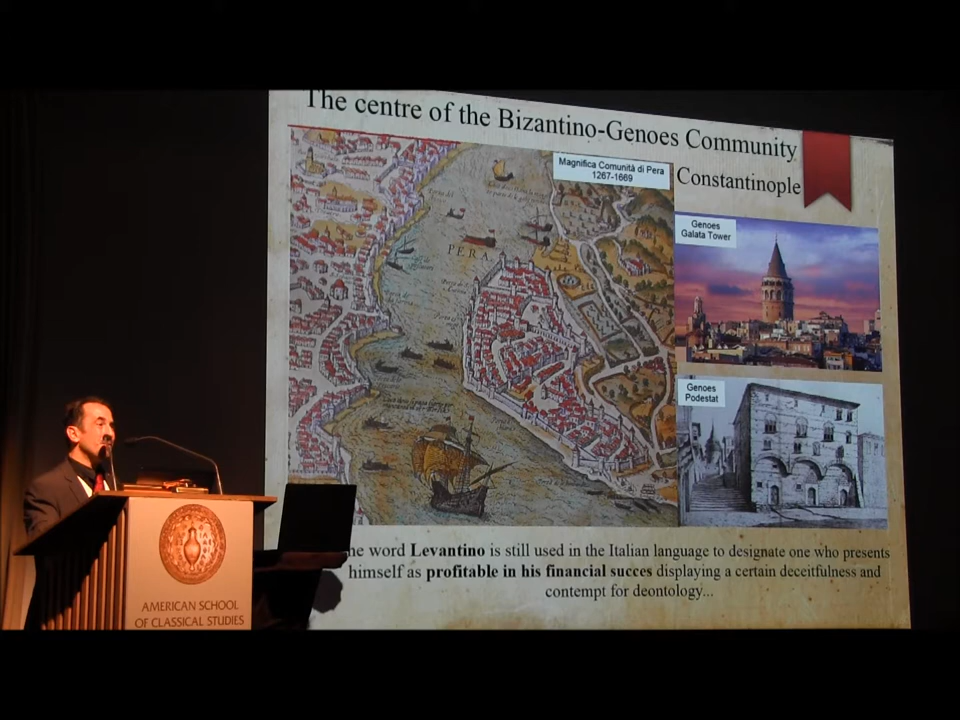 The centre of the Bizantino-Genoes Community
Constantinople
Magnifica Comunità di Pera
1267-1669
Genoes
Galata Tower
PERA
Genoes
Podestat
he word Levantino is still used in the Italian language to designate one who presents
himself as profitable in his financial succes displaying a certain deceitfulness and
contempt for deontology...
AMERICAN SCHOOL
OF CLASSICAL STUDIES